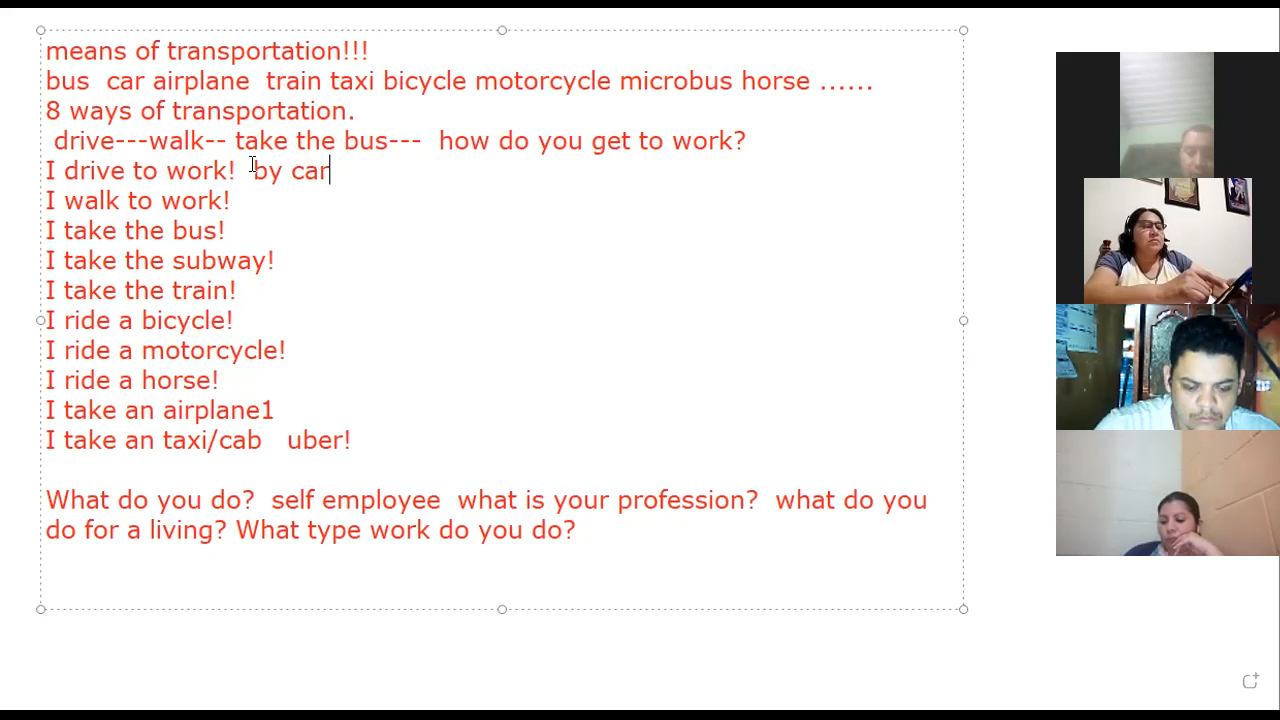 means of transportation!!!
bus  car airplane  train taxi bicycle motorcycle microbus horse ......
8 ways of transportation.
drive---walk-- take the bus---  how do you get to work?
I drive to work!  by car
I walk to work!
I take the bus!
I take the subway!
I take the train!
I ride a bicycle!
I ride a motorcycle!
I ride a horse!
I take an airplane1
I take an taxi/cab   uber!
What do you do?  self employee  what is your profession?  what do you
do for a living? What type work do you do?